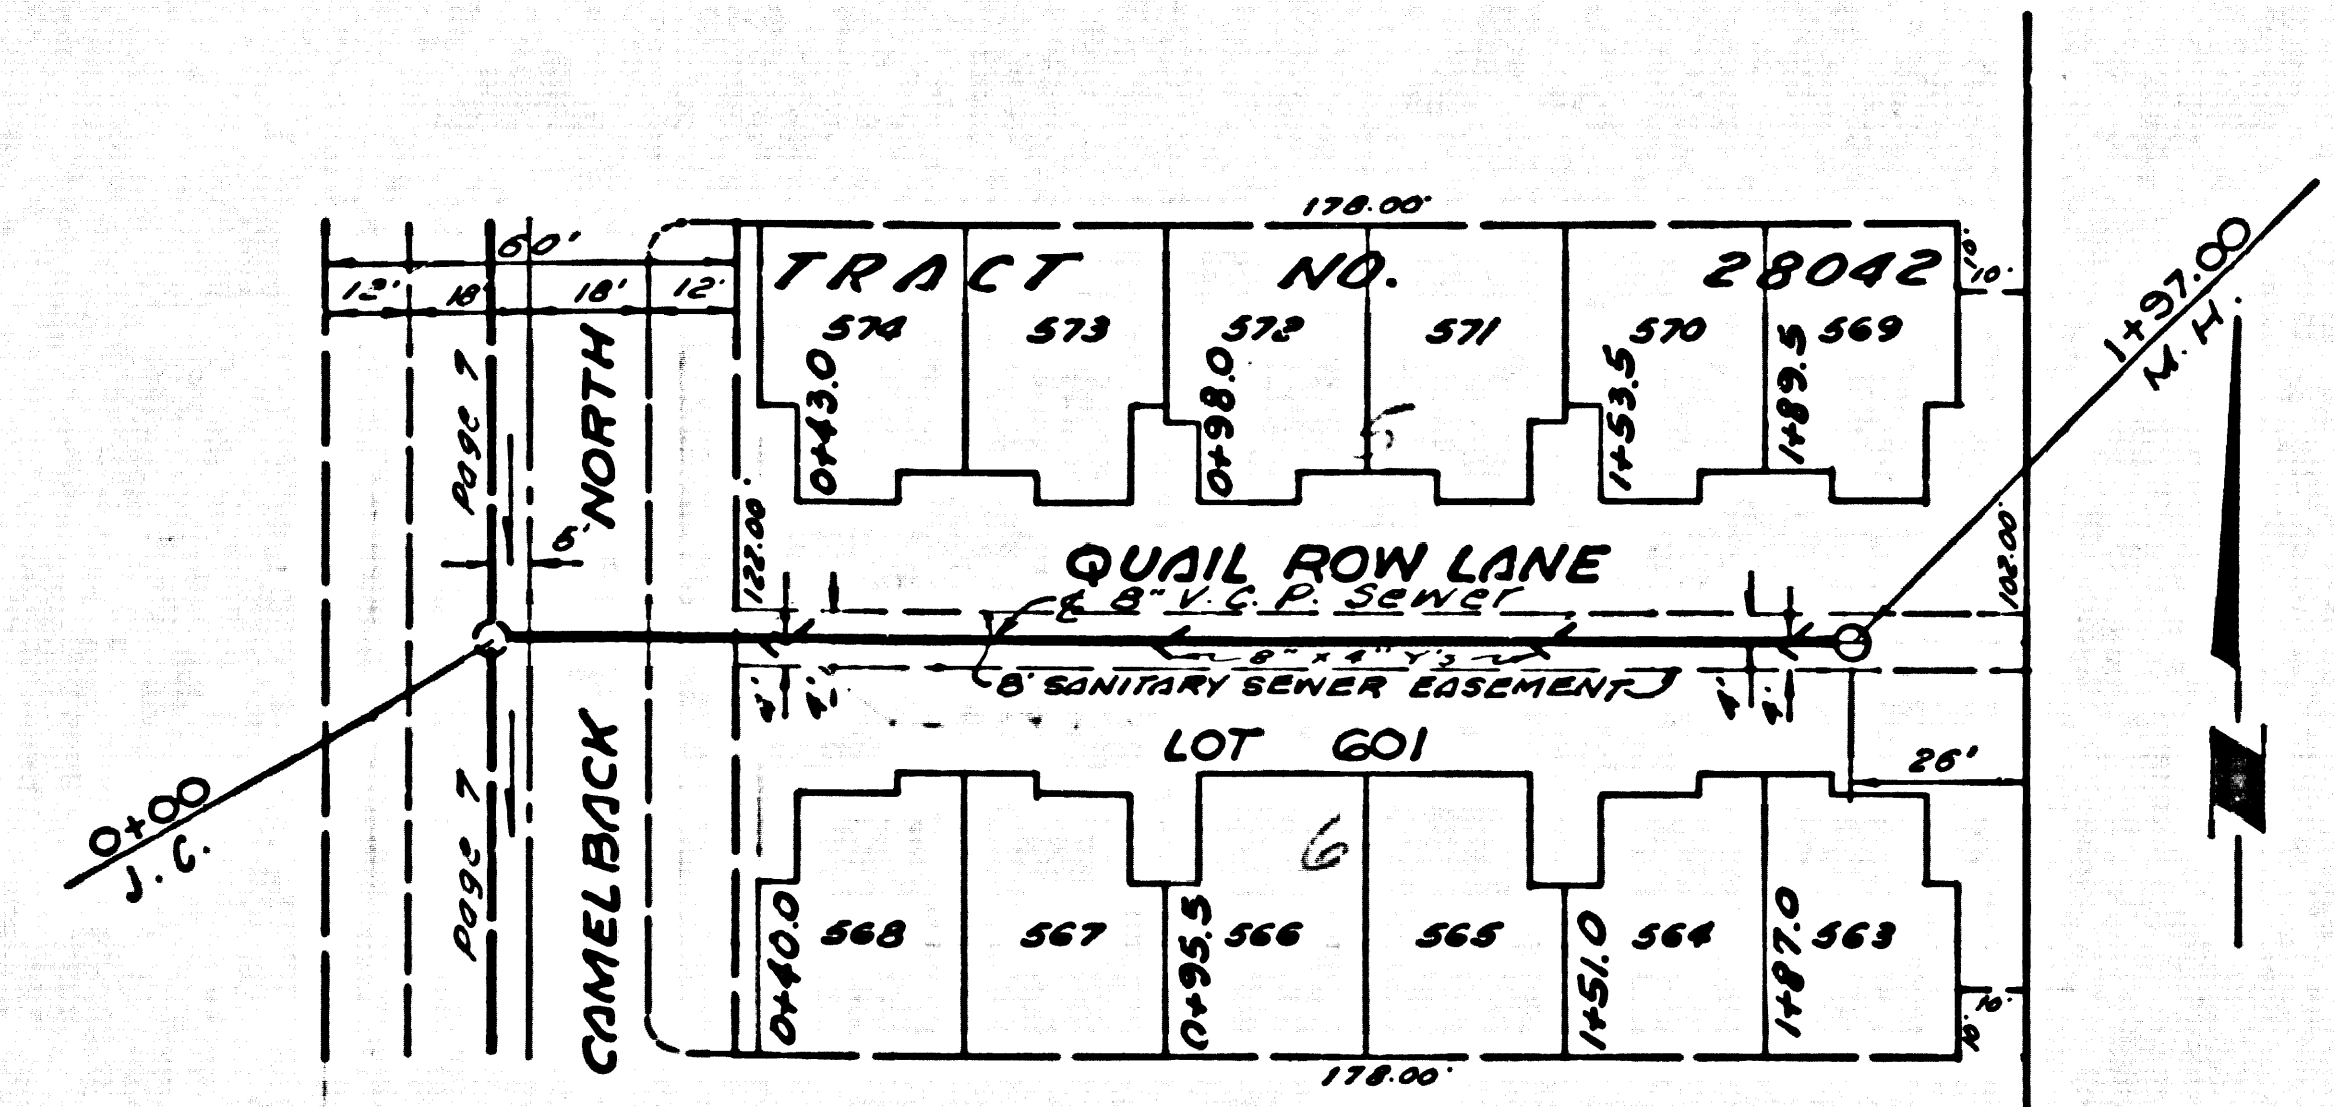 178.00'
60'
12' 18' 18' 12'
TRACT NO. 28042
10'
10'
1+97.00
M.H.
574 573 572 571 570 569
0+43.0 0+98.0 1+53.5 1+89.5
5
Page 7
NORTH
6'
122.00'
102.00'
QUAIL ROW LANE
℄ 8" V.C.P. Sewer
8" x 4" Y's
8' SANITARY SEWER EASEMENT
4' 4' 4' 4'
LOT 601
26'
0+00
J.C.
Page 7
CAMELBACK
6
568 567 566 565 564 563
0+40.0 0+95.5 1+51.0 1+87.0
10'
10'
178.00'
N